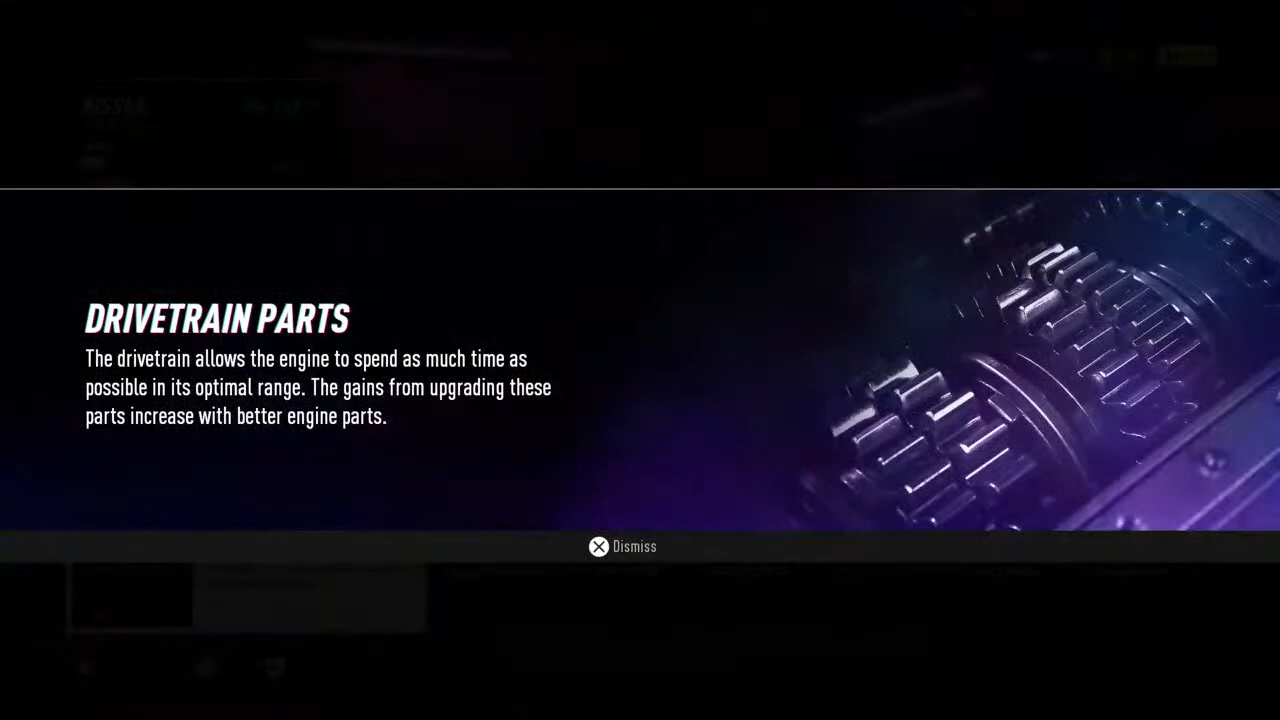 DRIVETRAIN PARTS
The drivetrain allows the engine to spend as much time as
possible in its optimal range. The gains from upgrading these
parts increase with better engine parts.
Dismiss